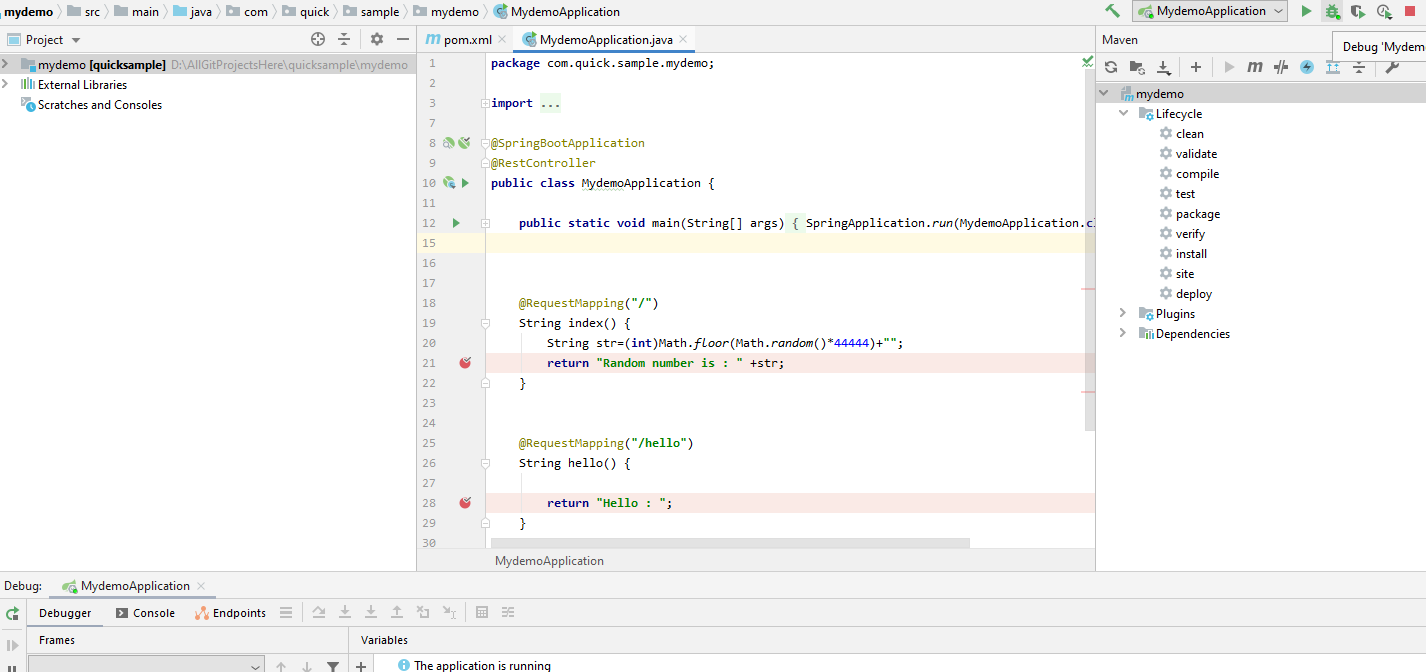 mydemo src main java com quick sample mydemo MydemoApplication MydemoApplication
Project
pom.xml MydemoApplication.java
Maven
Debug 'Mydem
mydemo [quicksample] D:\AllGitProjectsHere\quicksample\mydemo
External Libraries
Scratches and Consoles
1 package com.quick.sample.mydemo;
2
3 import ...
7
8 @SpringBootApplication
9 @RestController
10 public class MydemoApplication {
11
12 public static void main(String[] args) { SpringApplication.run(MydemoApplication.cl
15
16
17
18 @RequestMapping("/")
19 String index() {
20 String str=(int)Math.floor(Math.random()*44444)+"";
21 return "Random number is : " +str;
22 }
23
24
25 @RequestMapping("/hello")
26 String hello() {
27
28 return "Hello : ";
29 }
30
MydemoApplication
mydemo
Lifecycle
clean
validate
compile
test
package
verify
install
site
deploy
Plugins
Dependencies
Debug: MydemoApplication
Debugger Console Endpoints
Frames Variables
The application is running